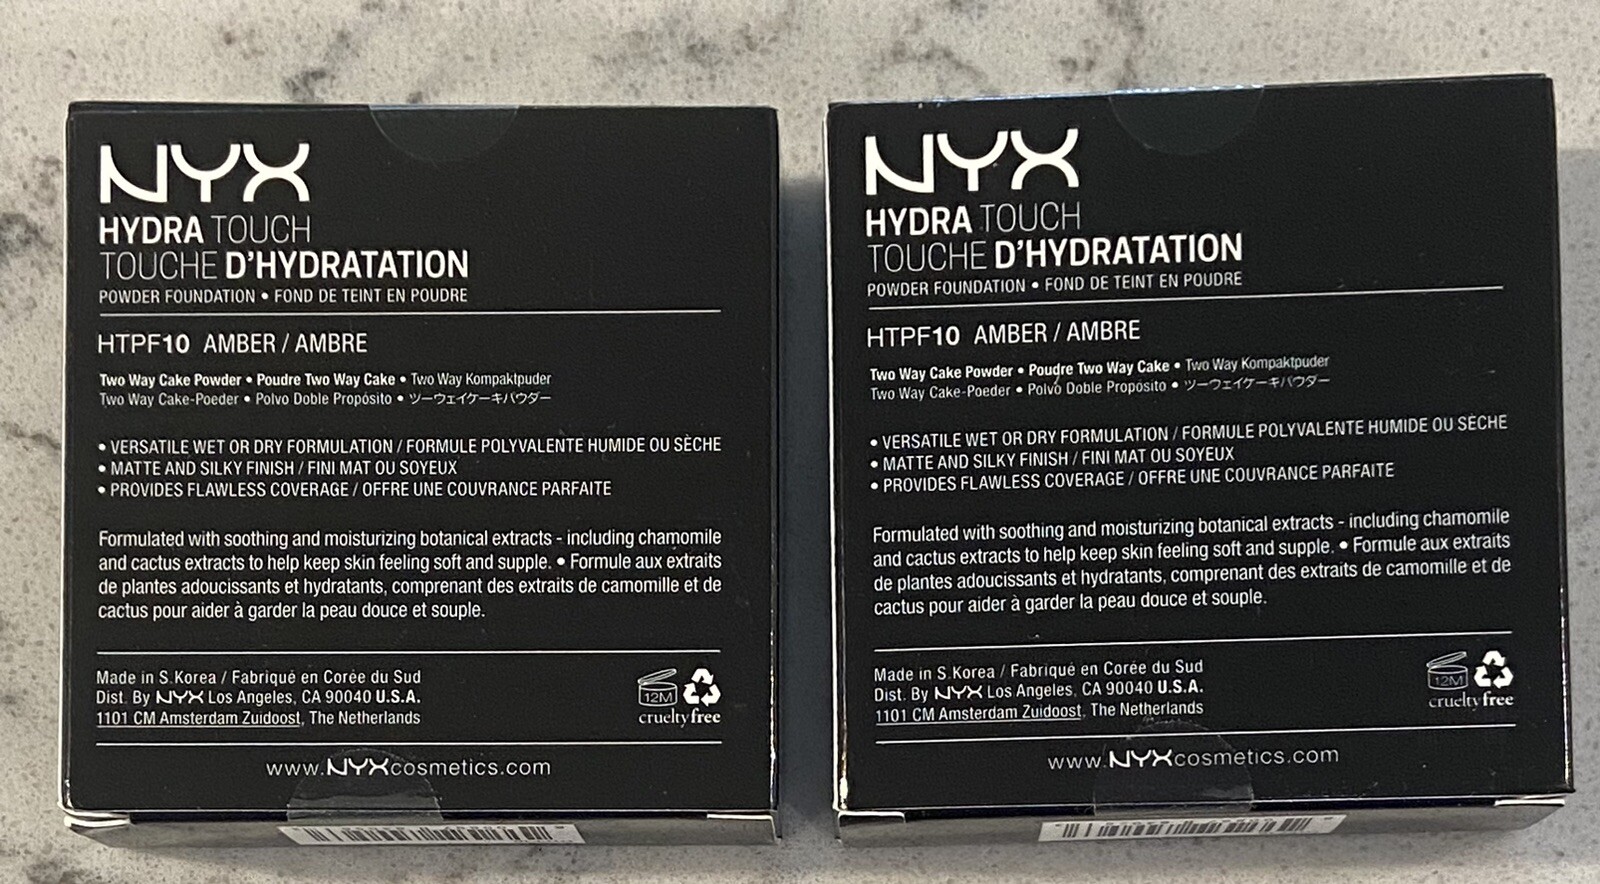 NYX
HYDRA TOUCH
TOUCHE D'HYDRATATION
POWDER FOUNDATION • FOND DE TEINT EN POUDRE
HTPF10 AMBER / AMBRE
Two Way Cake Powder • Poudre Two Way Cake • Two Way Kompaktpuder
Two Way Cake-Poeder • Polvo Doble Propósito • ツーウェイケーキパウダー
• VERSATILE WET OR DRY FORMULATION / FORMULE POLYVALENTE HUMIDE OU SÈCHE
• MATTE AND SILKY FINISH / FINI MAT OU SOYEUX
• PROVIDES FLAWLESS COVERAGE / OFFRE UNE COUVRANCE PARFAITE
Formulated with soothing and moisturizing botanical extracts - including chamomile
and cactus extracts to help keep skin feeling soft and supple. • Formule aux extraits
de plantes adoucissants et hydratants, comprenant des extraits de camomille et de
cactus pour aider à garder la peau douce et souple.
Made in S.Korea / Fabriqué en Corée du Sud
Dist. By NYX Los Angeles, CA 90040 U.S.A.
1101 CM Amsterdam Zuidoost, The Netherlands
12M
crueltyfree
www.NYXcosmetics.com
NYX
HYDRA TOUCH
TOUCHE D'HYDRATATION
POWDER FOUNDATION • FOND DE TEINT EN POUDRE
HTPF10 AMBER / AMBRE
Two Way Cake Powder • Poudre Two Way Cake • Two Way Kompaktpuder
Two Way Cake-Poeder • Polvo Doble Propósito • ツーウェイケーキパウダー
• VERSATILE WET OR DRY FORMULATION / FORMULE POLYVALENTE HUMIDE OU SÈCHE
• MATTE AND SILKY FINISH / FINI MAT OU SOYEUX
• PROVIDES FLAWLESS COVERAGE / OFFRE UNE COUVRANCE PARFAITE
Formulated with soothing and moisturizing botanical extracts - including chamomile
and cactus extracts to help keep skin feeling soft and supple. • Formule aux extraits
de plantes adoucissants et hydratants, comprenant des extraits de camomille et de
cactus pour aider à garder la peau douce et souple.
Made in S.Korea / Fabriqué en Corée du Sud
Dist. By NYX Los Angeles, CA 90040 U.S.A.
1101 CM Amsterdam Zuidoost, The Netherlands
12M
crueltyfree
www.NYXcosmetics.com